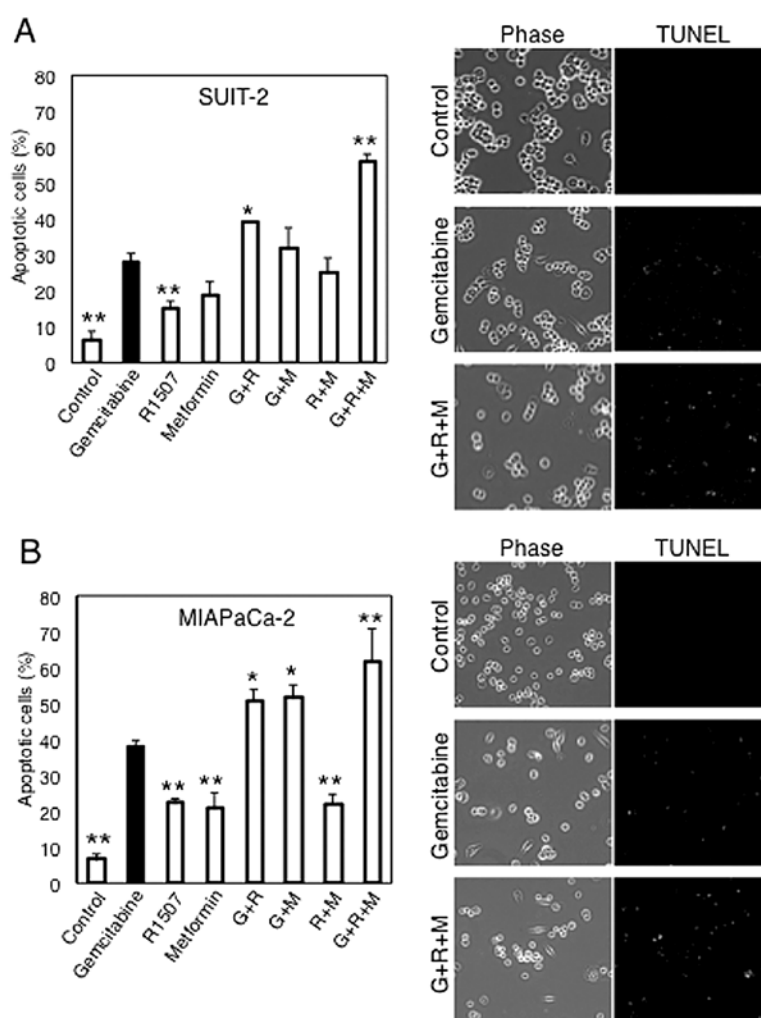 A
Phase TUNEL
80
70
60
50
40
30
20
10
0
Apoptotic cells (%)
SUIT-2
**
**
*
**
Control
Gemcitabine
R1507
Metformin
G+R
G+M
R+M
G+R+M
Control
Gemcitabine
G+R+M
B
Phase TUNEL
80
70
60
50
40
30
20
10
0
Apoptotic cells (%)
MIAPaCa-2
**
**
**
*
*
**
**
Control
Gemcitabine
R1507
Metformin
G+R
G+M
R+M
G+R+M
Control
Gemcitabine
G+R+M